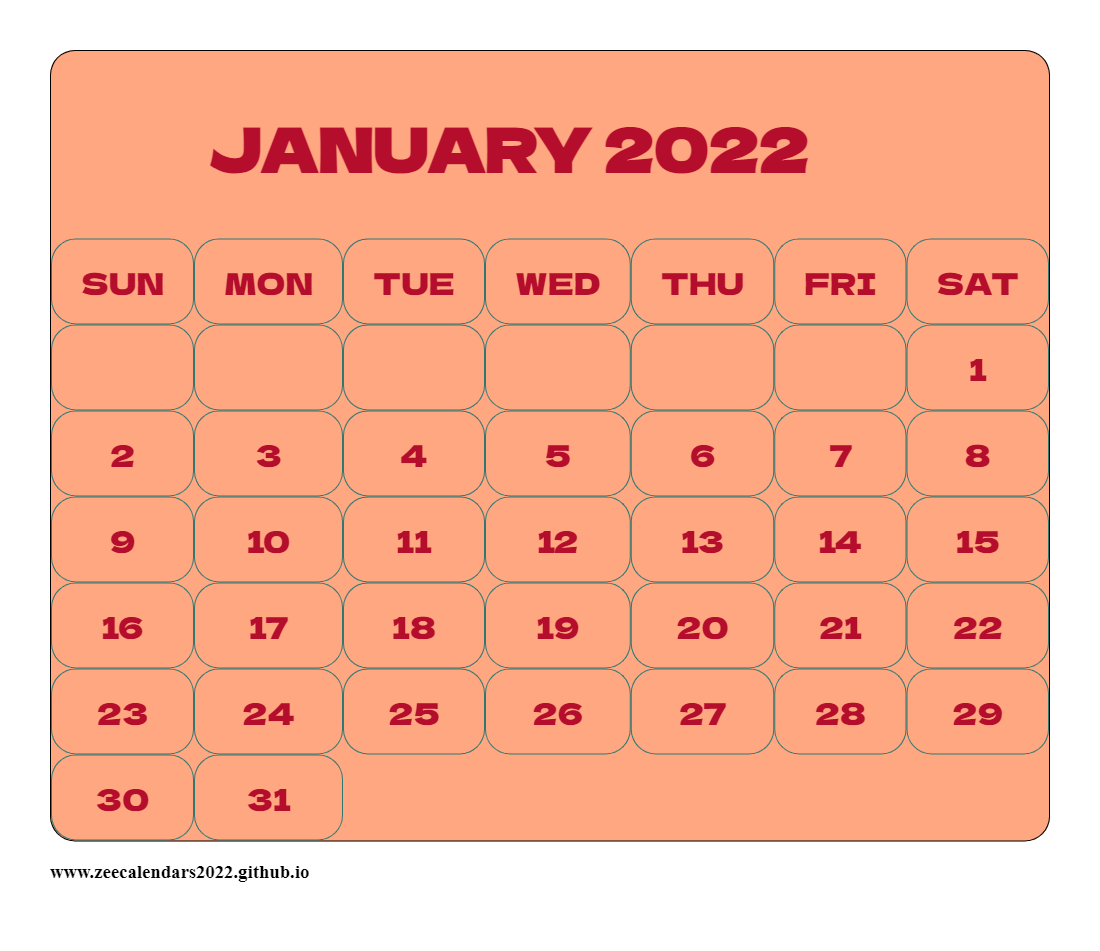 JANUARY 2022
SUN MON TUE WED THU FRI SAT
1
2 3 4 5 6 7 8
9 10 11 12 13 14 15
16 17 18 19 20 21 22
23 24 25 26 27 28 29
30 31
www.zeecalendars2022.github.io